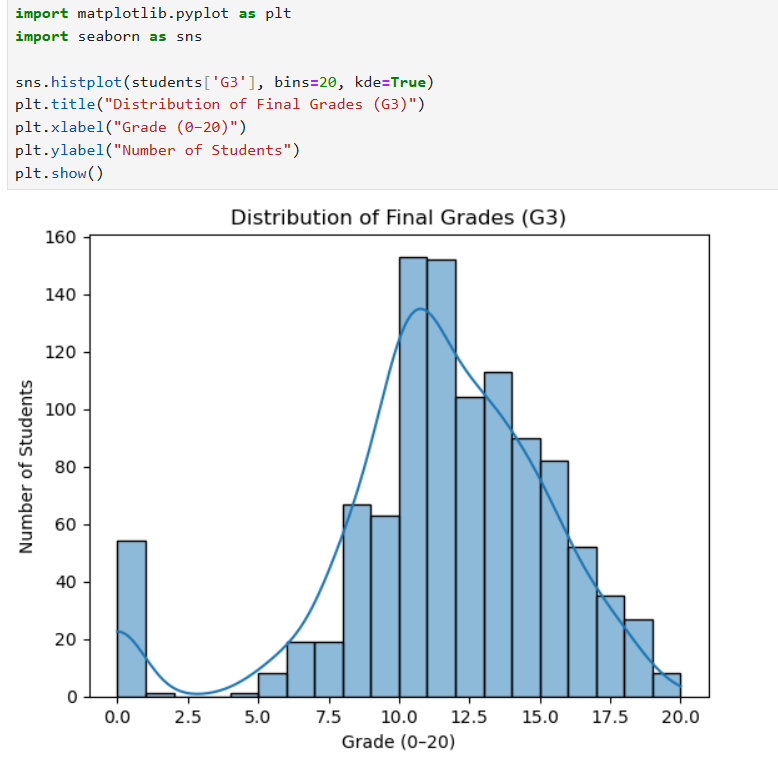 import matplotlib.pyplot as plt
import seaborn as sns
sns.histplot(students['G3'], bins=20, kde=True)
plt.title("Distribution of Final Grades (G3)")
plt.xlabel("Grade (0–20)")
plt.ylabel("Number of Students")
plt.show()
Distribution of Final Grades (G3)
160
140
120
100
80
60
40
20
0
Number of Students
0.0 2.5 5.0 7.5 10.0 12.5 15.0 17.5 20.0
Grade (0–20)